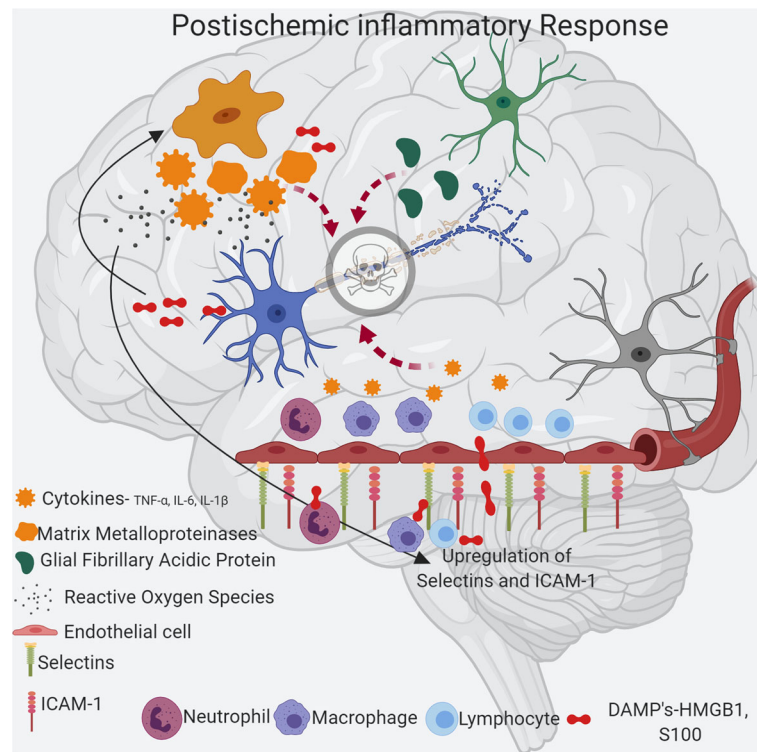 Postischemic inflammatory Response
Upregulation of
Selectins and ICAM-1
Cytokines- TNF-α, IL-6, IL-1β
Matrix Metalloproteinases
Glial Fibrillary Acidic Protein
Reactive Oxygen Species
Endothelial cell
Selectins
ICAM-1
Neutrophil
Macrophage
Lymphocyte
DAMP's-HMGB1,
S100